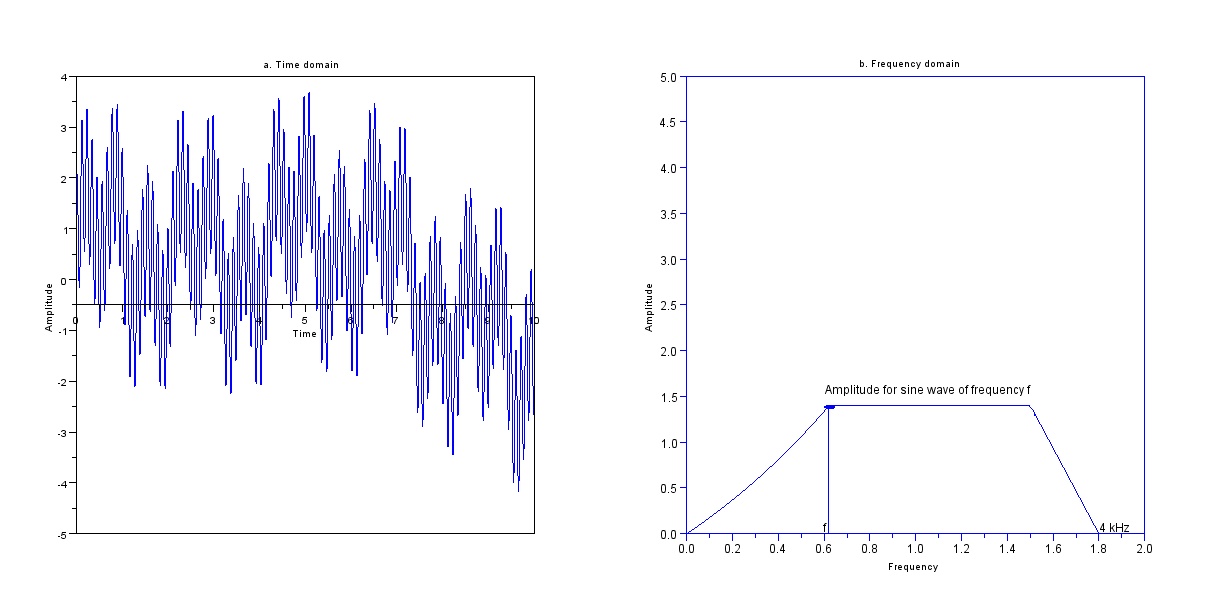 a. Time domain
4
3
2
1
0
-1
-2
-3
-4
-5
Amplitude
0 1 2 3 4 5 6 7 8 9 10
Time
b. Frequency domain
5.0
4.5
4.0
3.5
3.0
2.5
2.0
1.5
1.0
0.5
0.0
Amplitude
Amplitude for sine wave of frequency f
f
4 kHz
0.0 0.2 0.4 0.6 0.8 1.0 1.2 1.4 1.6 1.8 2.0
Frequency